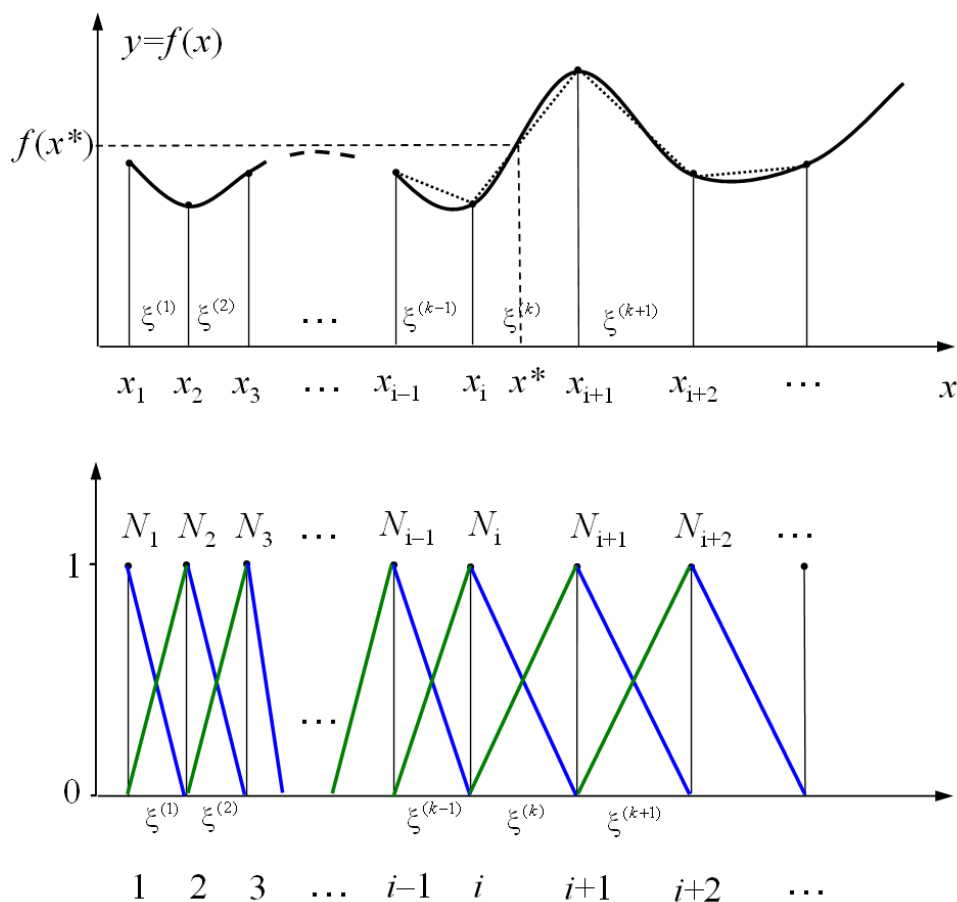 y=f(x)
f(x*)
ξ(1) ξ(2) … ξ(k−1) ξ(k) ξ(k+1)
x1 x2 x3 … xi−1 xi x* xi+1 xi+2 … x
N1 N2 N3 … Ni−1 Ni Ni+1 Ni+2 …
1
…
0
ξ(1) ξ(2) ξ(k−1) ξ(k) ξ(k+1)
1 2 3 … i−1 i i+1 i+2 …